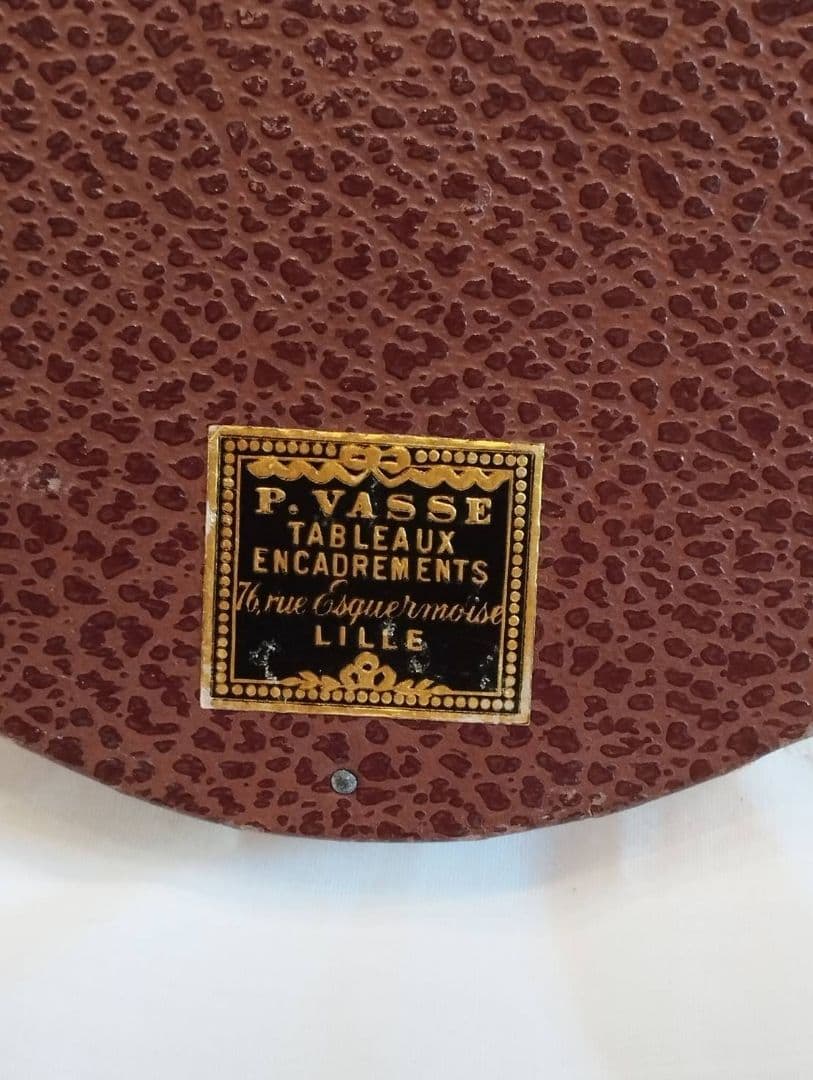 P. VASSE
TABLEAUX
ENCADREMENTS
76, rue Esquermoise
LILLE